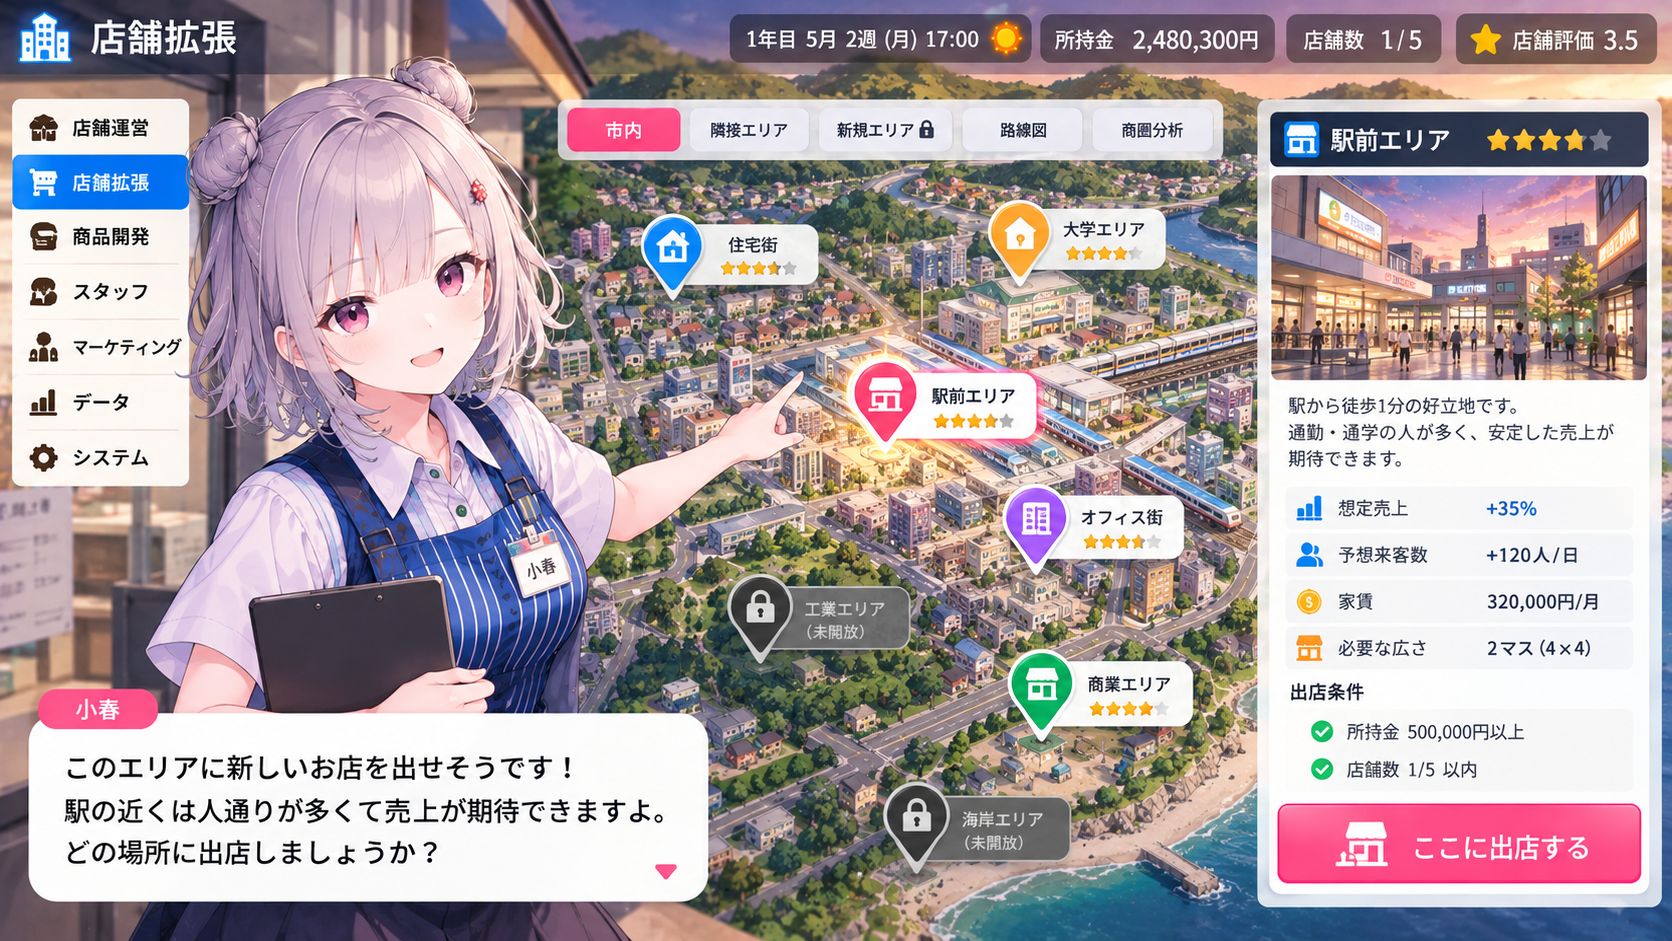 店舗拡張
1年目 5月 2週 (月) 17:00
所持金 2,480,300円
店舗数 1/5
店舗評価 3.5
店舗運営
店舗拡張
商品開発
スタッフ
マーケティング
データ
システム
市内
隣接エリア
新規エリア
路線図
商圏分析
住宅街
大学エリア
駅前エリア
オフィス街
工業エリア
(未開放)
商業エリア
海岸エリア
(未開放)
小春
小春
このエリアに新しいお店を出せそうです！
駅の近くは人通りが多くて売上が期待できますよ。
どの場所に出店しましょうか？
駅前エリア
駅から徒歩1分の好立地です。
通勤・通学の人が多く、安定した売上が
期待できます。
想定売上 +35%
予想来客数 +120人/日
家賃 320,000円/月
必要な広さ 2マス (4×4)
出店条件
所持金 500,000円以上
店舗数 1/5 以内
ここに出店する